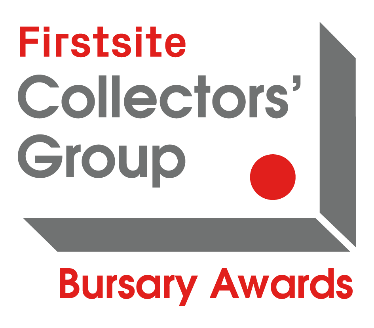 Firstsite
Collectors’
Group
Bursary Awards